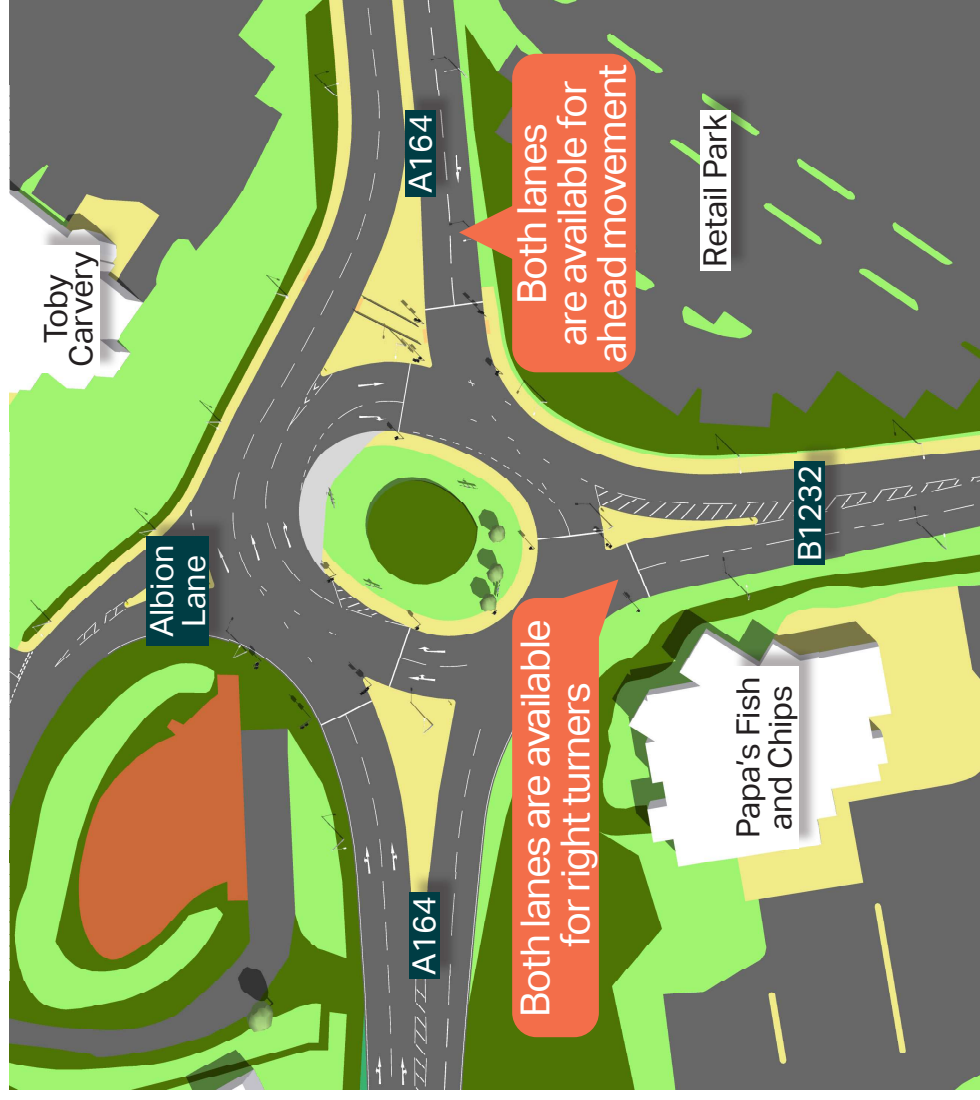 Toby
Carvery
Albion
Lane
A164
A164
Both lanes are available
for right turners
Both lanes
are available for
ahead movement
Retail Park
Papa's Fish
and Chips
B1232